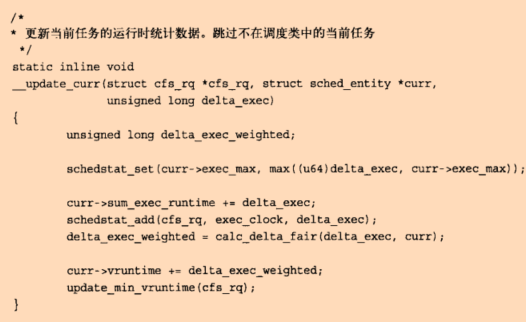 /*
* 更新当前任务的运行时统计数据。跳过不在调度类中的当前任务
*/
static inline void
__update_curr(struct cfs_rq *cfs_rq, struct sched_entity *curr,
unsigned long delta_exec)
{
unsigned long delta_exec_weighted;
schedstat_set(curr->exec_max, max((u64)delta_exec, curr->exec_max));
curr->sum_exec_runtime += delta_exec;
schedstat_add(cfs_rq, exec_clock, delta_exec);
delta_exec_weighted = calc_delta_fair(delta_exec, curr);
curr->vruntime += delta_exec_weighted;
update_min_vruntime(cfs_rq);
}